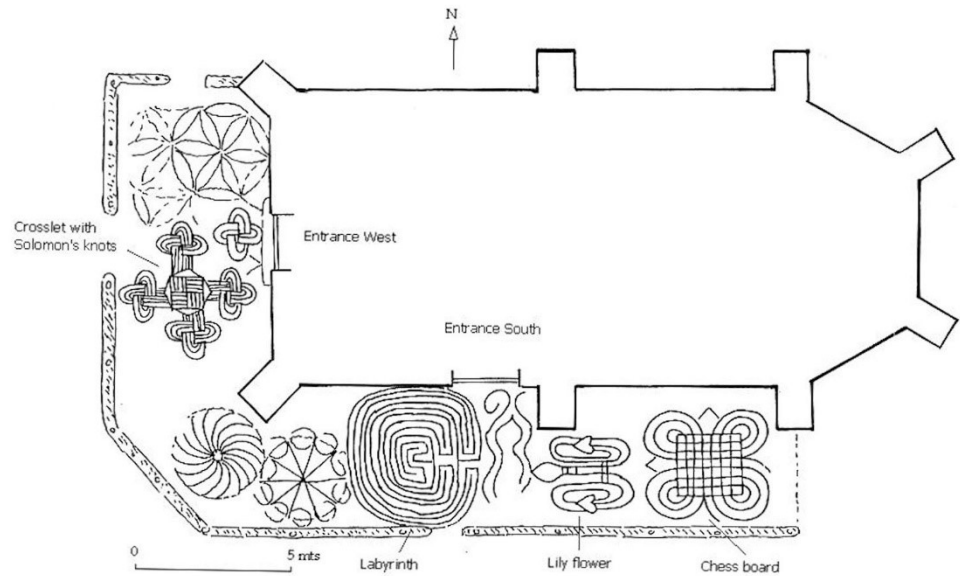 N
Crosslet with
Solomon's knots
Entrance West
Entrance South
0
5 mts
Labyrinth
Lily flower
Chess board